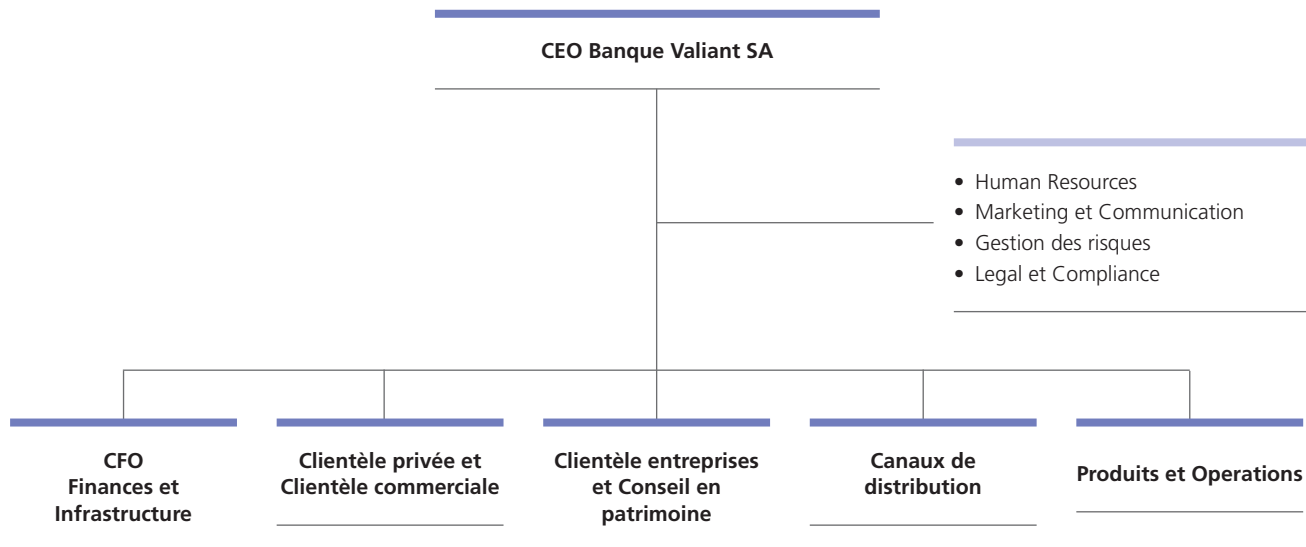 CEO Banque Valiant SA
• Human Resources
• Marketing et Communication
• Gestion des risques
• Legal et Compliance
CFO
Finances et
Infrastructure
Clientèle privée et
Clientèle commerciale
Clientèle entreprises
et Conseil en
patrimoine
Canaux de
distribution
Produits et Operations